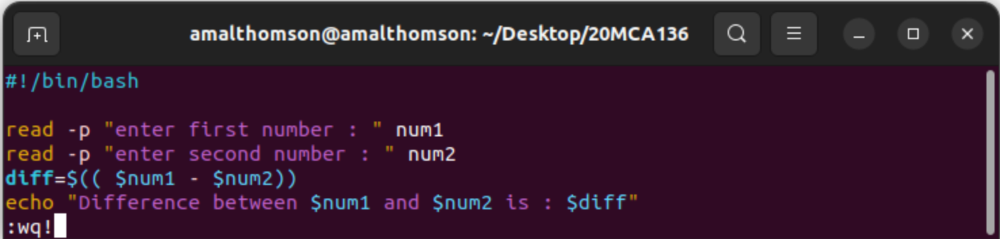 amalthomson@amalthomson: ~/Desktop/20MCA136
#!/bin/bash
read -p "enter first number : " num1
read -p "enter second number : " num2
diff=$(( $num1 - $num2))
echo "Difference between $num1 and $num2 is : $diff"
:wq!